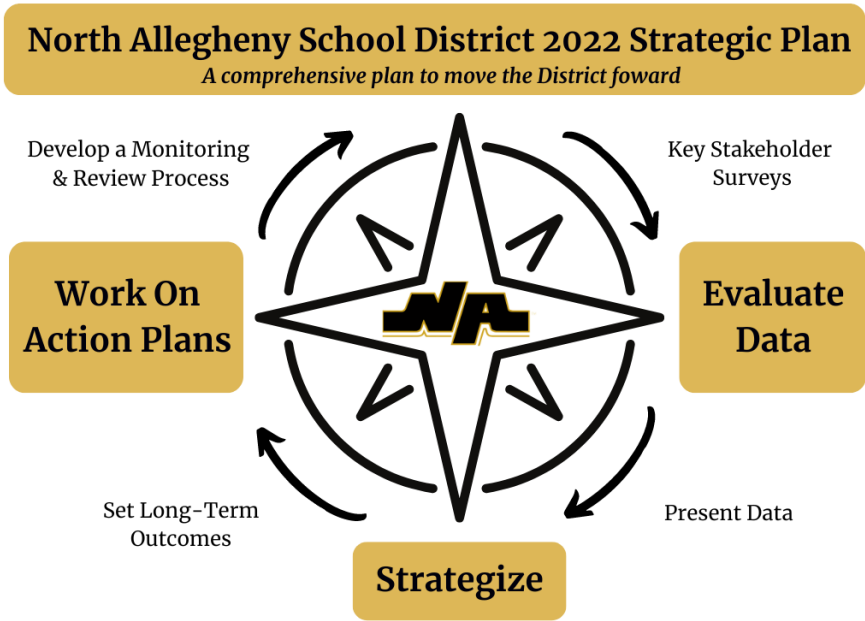 North Allegheny School District 2022 Strategic Plan
A comprehensive plan to move the District foward
Develop a Monitoring
& Review Process
Key Stakeholder
Surveys
Work On
Action Plans
NA
Evaluate
Data
Set Long-Term
Outcomes
Present Data
Strategize